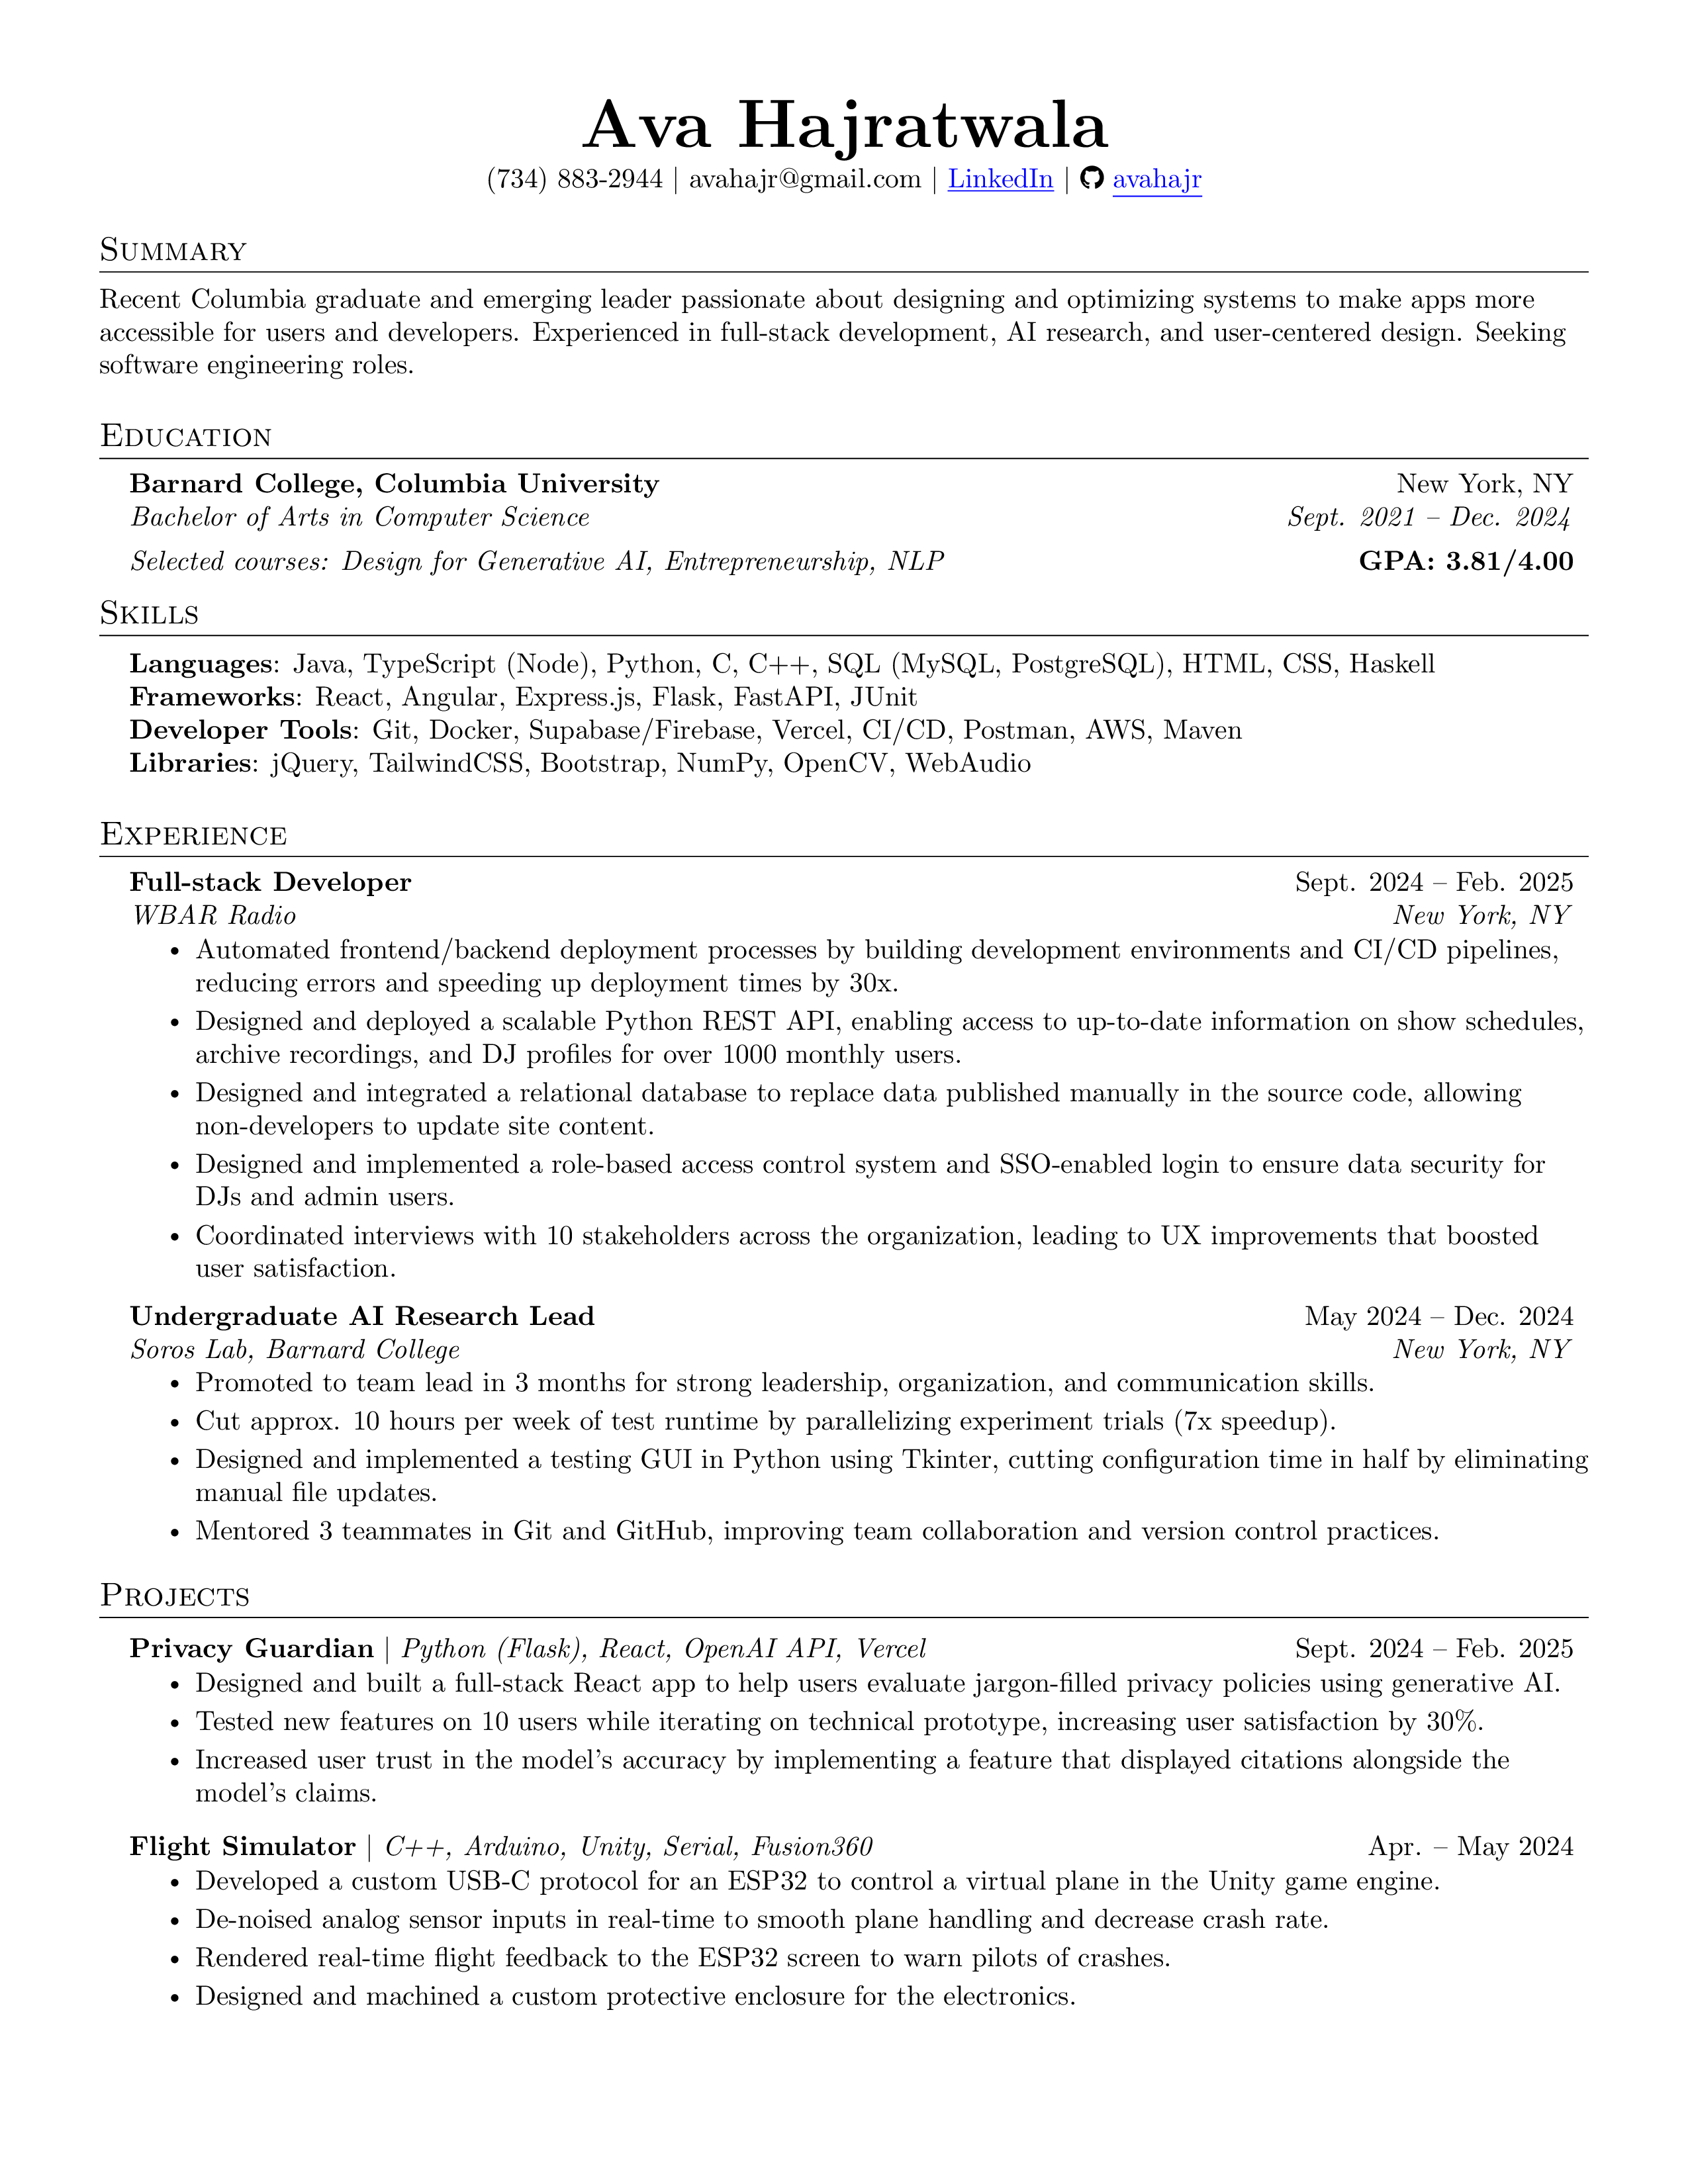 Ava Hajratwala
(734) 883-2944 | avahajr@gmail.com | LinkedIn | avahajr
Summary
Recent Columbia graduate and emerging leader passionate about designing and optimizing systems to make apps more
accessible for users and developers. Experienced in full-stack development, AI research, and user-centered design. Seeking
software engineering roles.
Education
Barnard College, Columbia University New York, NY
Bachelor of Arts in Computer Science Sept. 2021 – Dec. 2024
Selected courses: Design for Generative AI, Entrepreneurship, NLP GPA: 3.81/4.00
Skills
Languages: Java, TypeScript (Node), Python, C, C++, SQL (MySQL, PostgreSQL), HTML, CSS, Haskell
Frameworks: React, Angular, Express.js, Flask, FastAPI, JUnit
Developer Tools: Git, Docker, Supabase/Firebase, Vercel, CI/CD, Postman, AWS, Maven
Libraries: jQuery, TailwindCSS, Bootstrap, NumPy, OpenCV, WebAudio
Experience
Full-stack Developer Sept. 2024 – Feb. 2025
WBAR Radio New York, NY
• Automated frontend/backend deployment processes by building development environments and CI/CD pipelines,
reducing errors and speeding up deployment times by 30x.
• Designed and deployed a scalable Python REST API, enabling access to up-to-date information on show schedules,
archive recordings, and DJ profiles for over 1000 monthly users.
• Designed and integrated a relational database to replace data published manually in the source code, allowing
non-developers to update site content.
• Designed and implemented a role-based access control system and SSO-enabled login to ensure data security for
DJs and admin users.
• Coordinated interviews with 10 stakeholders across the organization, leading to UX improvements that boosted
user satisfaction.
Undergraduate AI Research Lead May 2024 – Dec. 2024
Soros Lab, Barnard College New York, NY
• Promoted to team lead in 3 months for strong leadership, organization, and communication skills.
• Cut approx. 10 hours per week of test runtime by parallelizing experiment trials (7x speedup).
• Designed and implemented a testing GUI in Python using Tkinter, cutting configuration time in half by eliminating
manual file updates.
• Mentored 3 teammates in Git and GitHub, improving team collaboration and version control practices.
Projects
Privacy Guardian | Python (Flask), React, OpenAI API, Vercel Sept. 2024 – Feb. 2025
• Designed and built a full-stack React app to help users evaluate jargon-filled privacy policies using generative AI.
• Tested new features on 10 users while iterating on technical prototype, increasing user satisfaction by 30%.
• Increased user trust in the model's accuracy by implementing a feature that displayed citations alongside the
model's claims.
Flight Simulator | C++, Arduino, Unity, Serial, Fusion360 Apr. – May 2024
• Developed a custom USB-C protocol for an ESP32 to control a virtual plane in the Unity game engine.
• De-noised analog sensor inputs in real-time to smooth plane handling and decrease crash rate.
• Rendered real-time flight feedback to the ESP32 screen to warn pilots of crashes.
• Designed and machined a custom protective enclosure for the electronics.